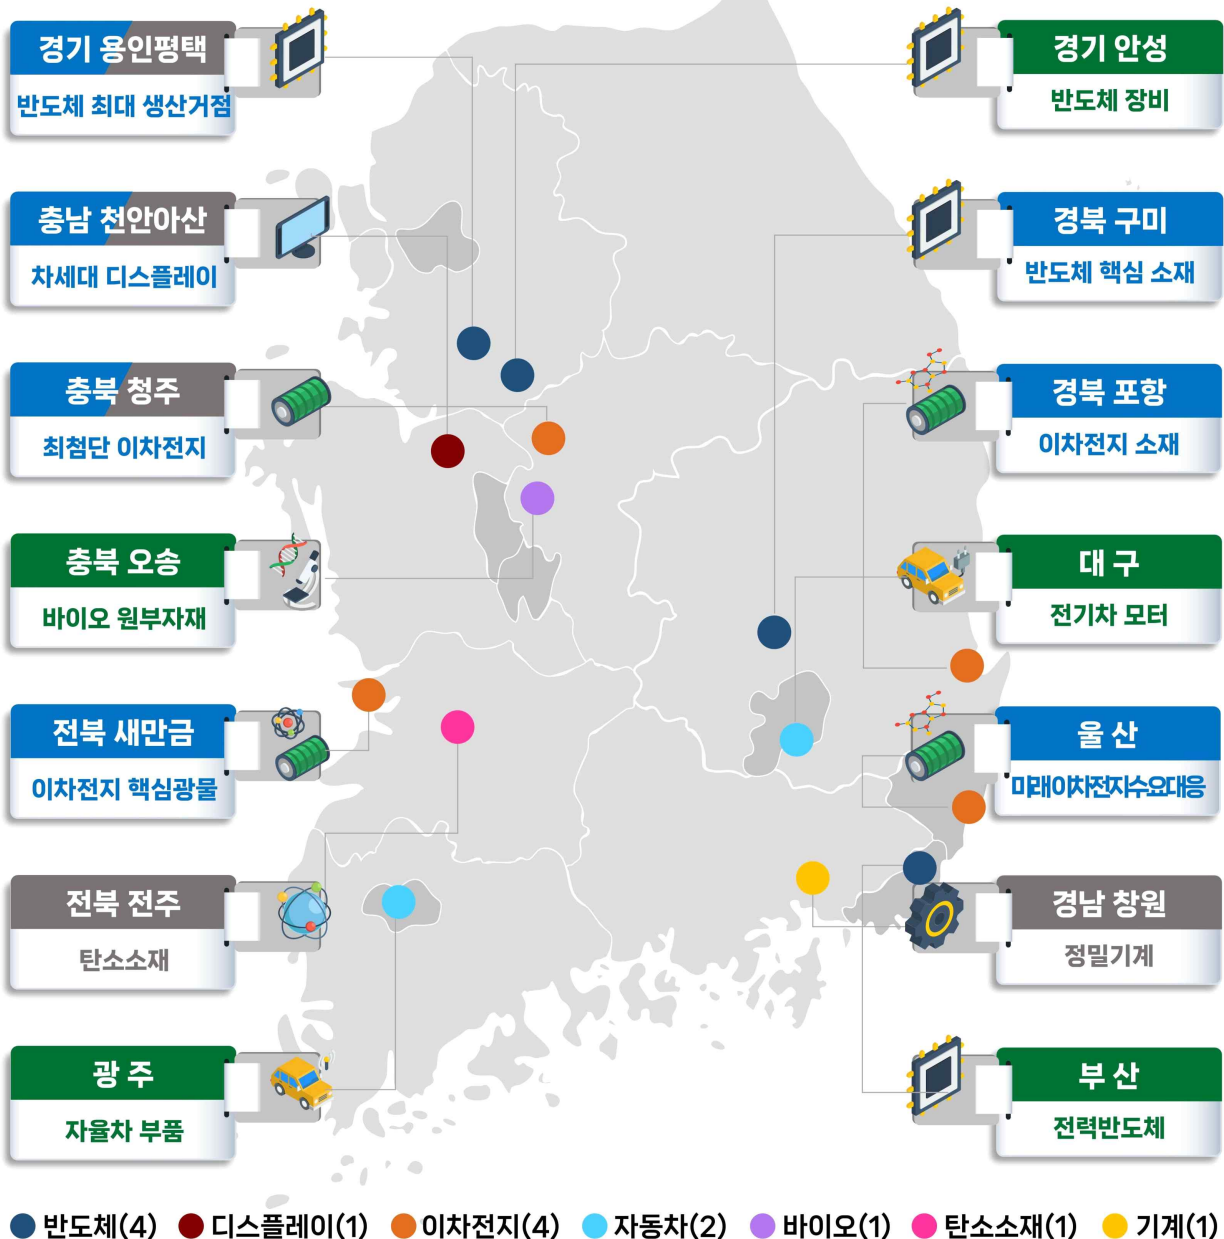 경기 용인평택
반도체 최대 생산거점
충남 천안아산
차세대 디스플레이
충북 청주
최첨단 이차전지
충북 오송
바이오 원부자재
전북 새만금
이차전지 핵심광물
전북 전주
탄소소재
광 주
자율차 부품
경기 안성
반도체 장비
경북 구미
반도체 핵심 소재
경북 포항
이차전지 소재
대 구
전기차 모터
울 산
미래이차전지수요대응
경남 창원
정밀기계
부 산
전력반도체
반도체(4) 디스플레이(1) 이차전지(4) 자동차(2) 바이오(1) 탄소소재(1) 기계(1)